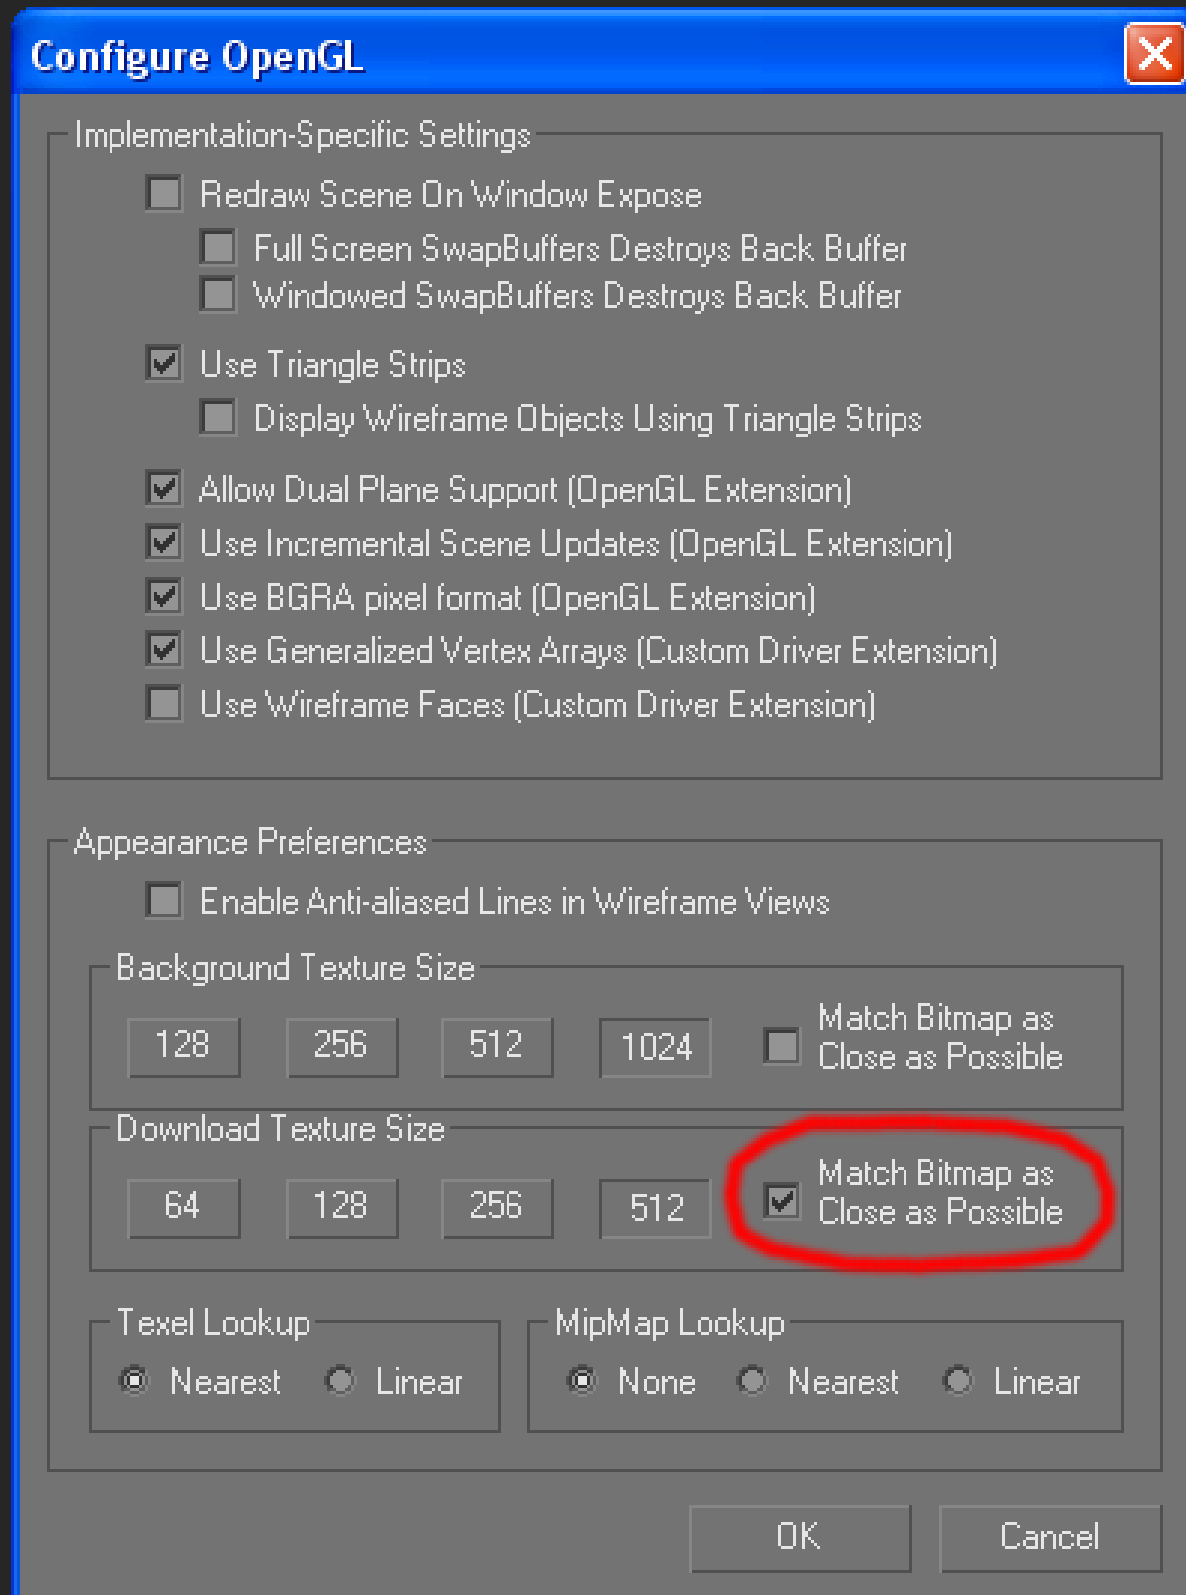 Configure OpenGL
Implementation-Specific Settings
Redraw Scene On Window Expose
Full Screen SwapBuffers Destroys Back Buffer
Windowed SwapBuffers Destroys Back Buffer
Use Triangle Strips
Display Wireframe Objects Using Triangle Strips
Allow Dual Plane Support (OpenGL Extension)
Use Incremental Scene Updates (OpenGL Extension)
Use BGRA pixel format (OpenGL Extension)
Use Generalized Vertex Arrays (Custom Driver Extension)
Use Wireframe Faces (Custom Driver Extension)
Appearance Preferences
Enable Anti-aliased Lines in Wireframe Views
Background Texture Size
128 256 512 1024
Match Bitmap as
Close as Possible
Download Texture Size
64 128 256 512
Match Bitmap as
Close as Possible
Texel Lookup
Nearest Linear
MipMap Lookup
None Nearest Linear
OK Cancel